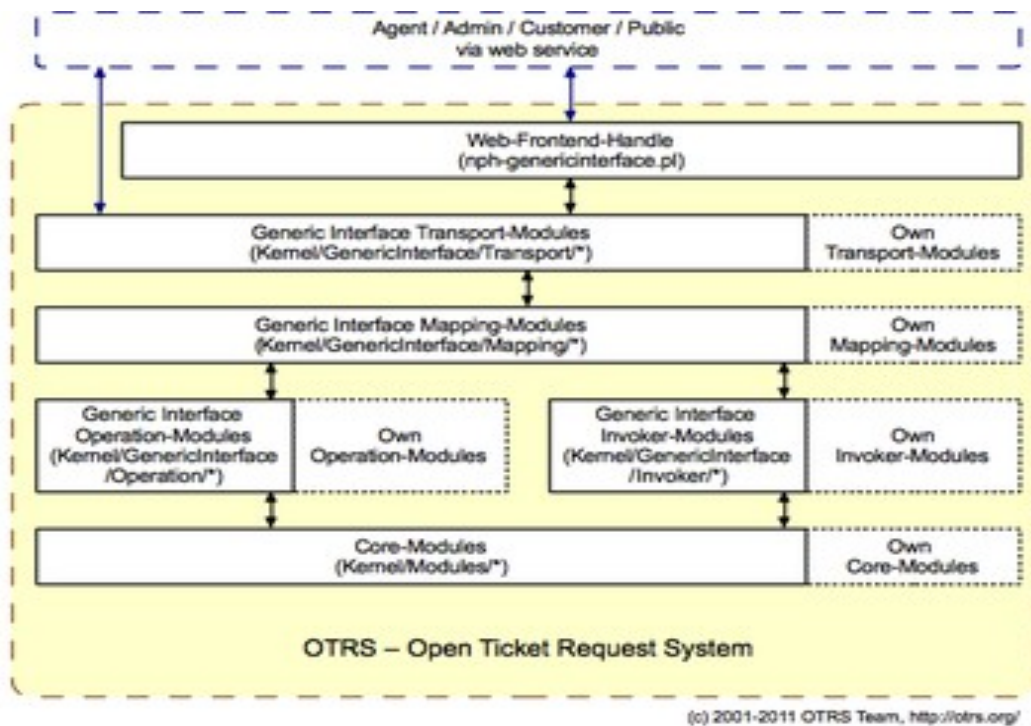 Agent / Admin / Customer / Public
via web service
Web-Frontend-Handle
(nph-genericinterface.pl)
Generic Interface Transport-Modules
(Kernel/GenericInterface/Transport/*)
Own
Transport-Modules
Generic Interface Mapping-Modules
(Kernel/GenericInterface/Mapping/*)
Own
Mapping-Modules
Generic Interface
Operation-Modules
(Kernel/GenericInterface
/Operation/*)
Own
Operation-Modules
Generic Interface
Invoker-Modules
(Kernel/GenericInterface
/Invoker/*)
Own
Invoker-Modules
Core-Modules
(Kernel/Modules/*)
Own
Core-Modules
OTRS – Open Ticket Request System
(c) 2001-2011 OTRS Team, http://otrs.org/